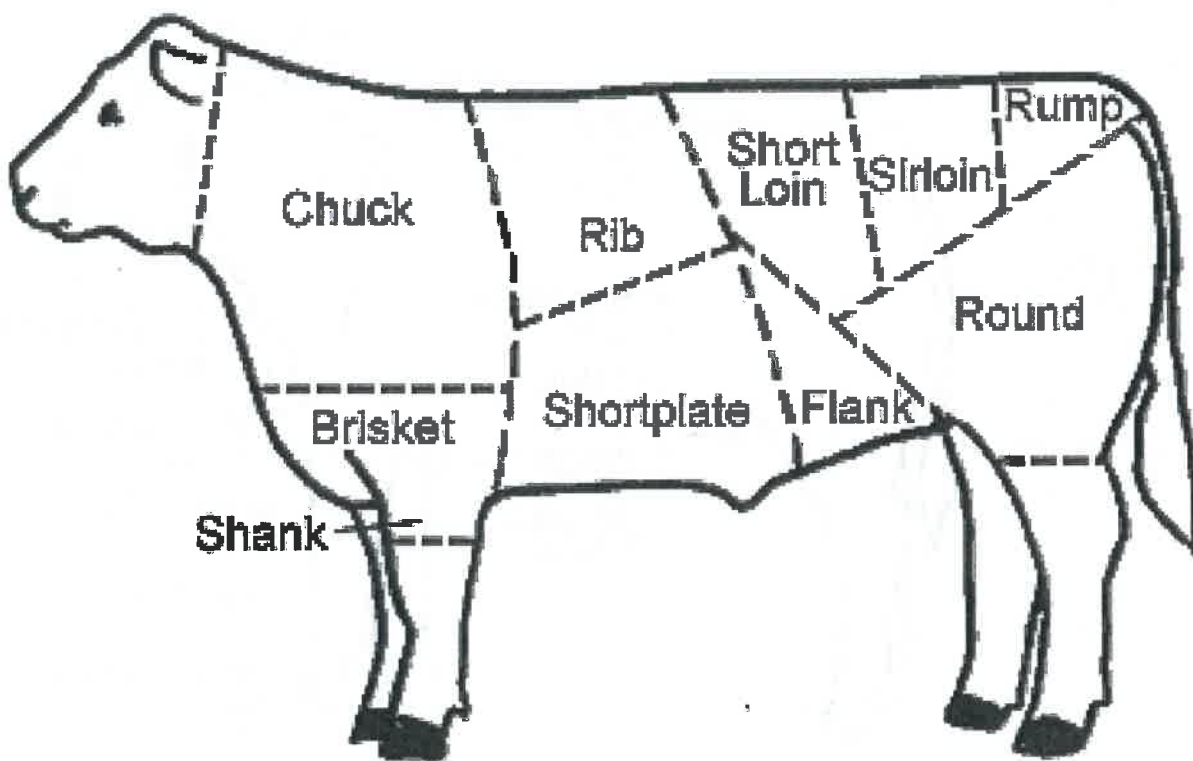 Rump
Short
Loin
Sirloin
Chuck
Rib
Round
Shortplate
Flank
Brisket
Shank